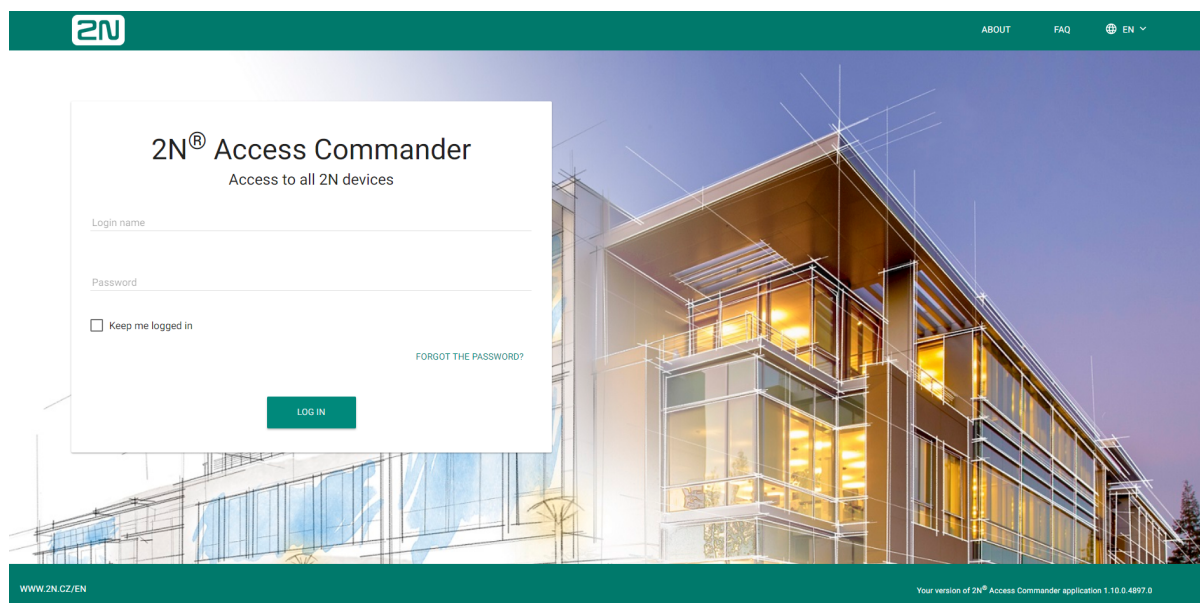 2N
ABOUT FAQ EN
2N® Access Commander
Access to all 2N devices
Login name
Password
Keep me logged in
FORGOT THE PASSWORD?
LOG IN
WWW.2N.CZ/EN
Your version of 2N® Access Commander application 1.10.0.4897.0